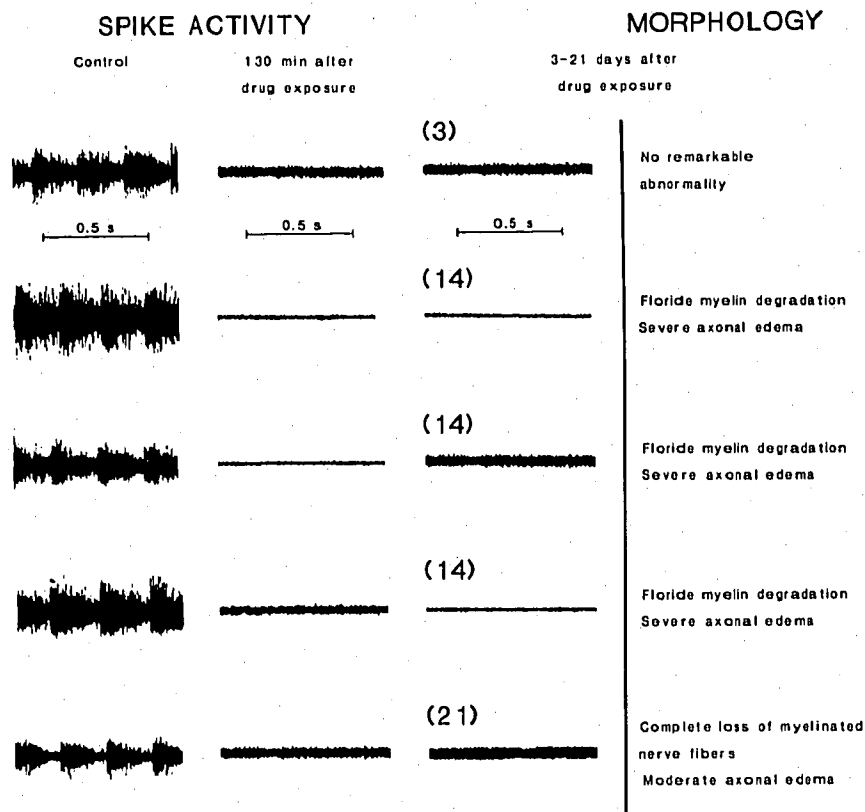 SPIKE ACTIVITY
MORPHOLOGY
Control
130 min after
drug exposure
3-21 days after
drug exposure
(3)
No remarkable
abnormality
0.5 s
0.5 s
0.5 s
(14)
Floride myelin degradation
Severe axonal edema
(14)
Floride myelin degradation
Severe axonal edema
(14)
Floride myelin degradation
Severe axonal edema
(21)
Complete loss of myelinated
nerve fibers
Moderate axonal edema